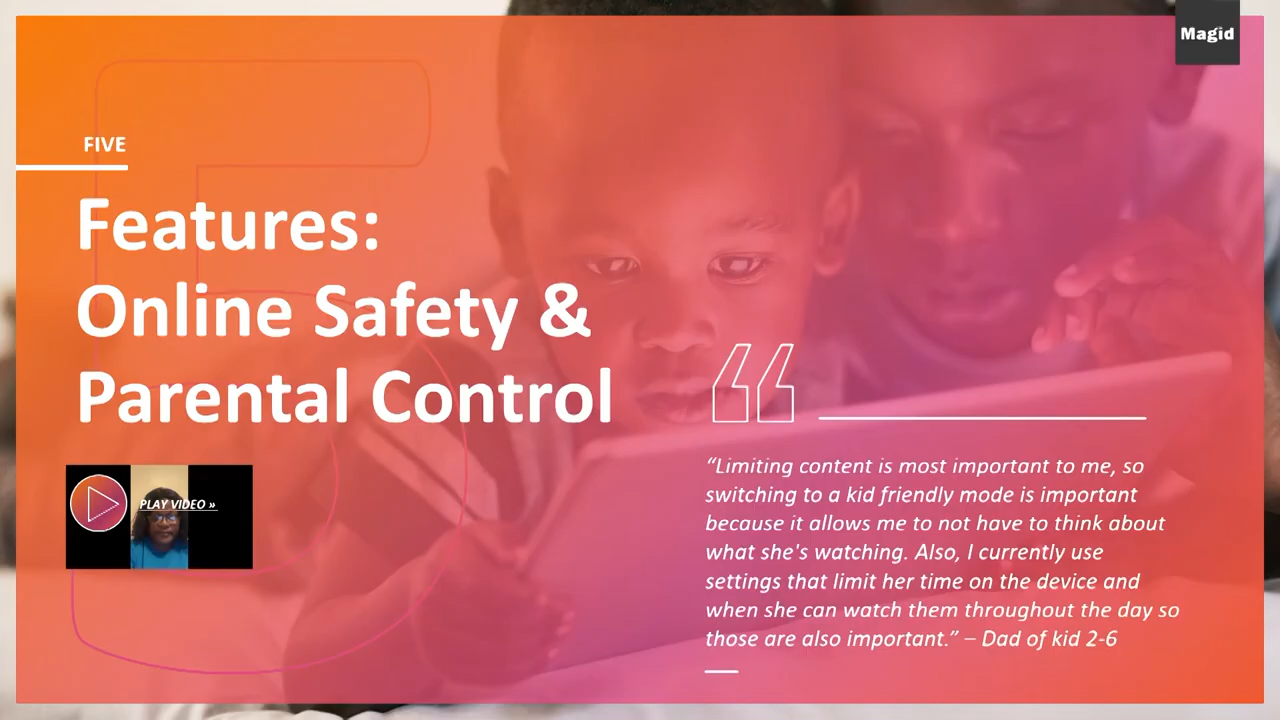 Magid
FIVE
Features:
Online Safety &
Parental Control
PLAY VIDEO »
“Limiting content is most important to me, so
switching to a kid friendly mode is important
because it allows me to not have to think about
what she's watching. Also, I currently use
settings that limit her time on the device and
when she can watch them throughout the day so
those are also important.” – Dad of kid 2-6